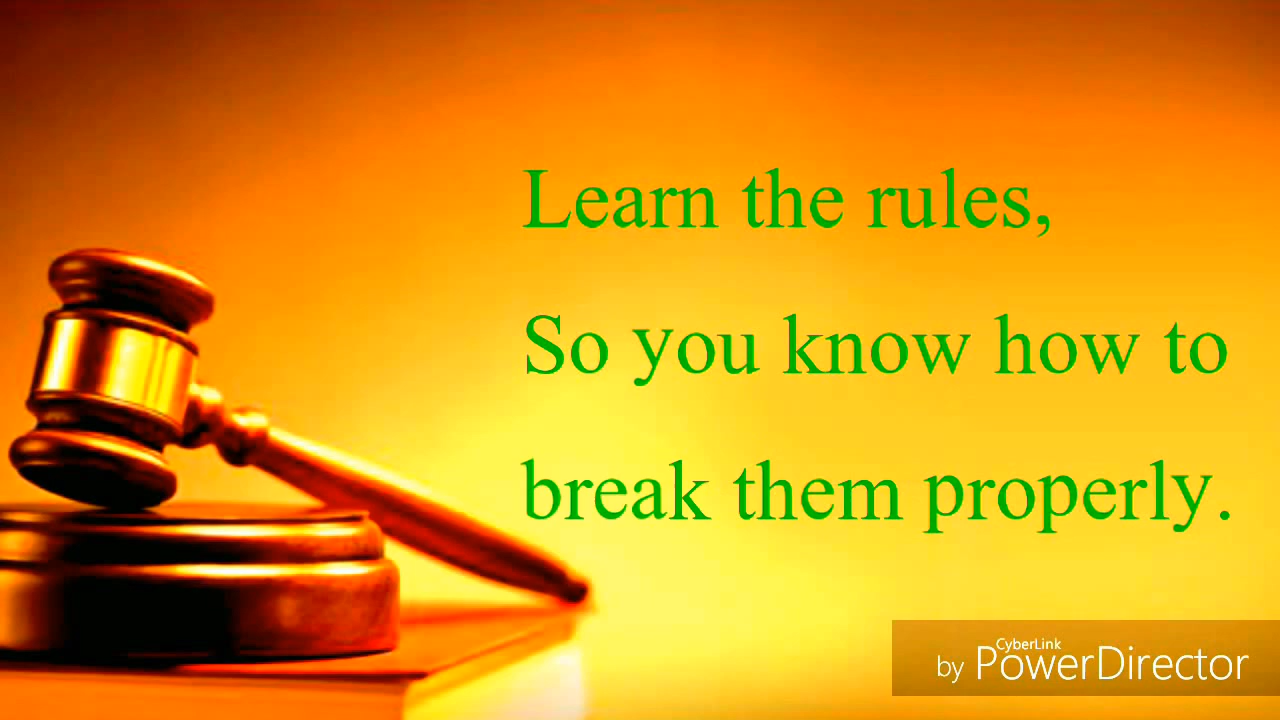 Learn the rules,
So you know how to
break them properly.
CyberLink
by PowerDirector